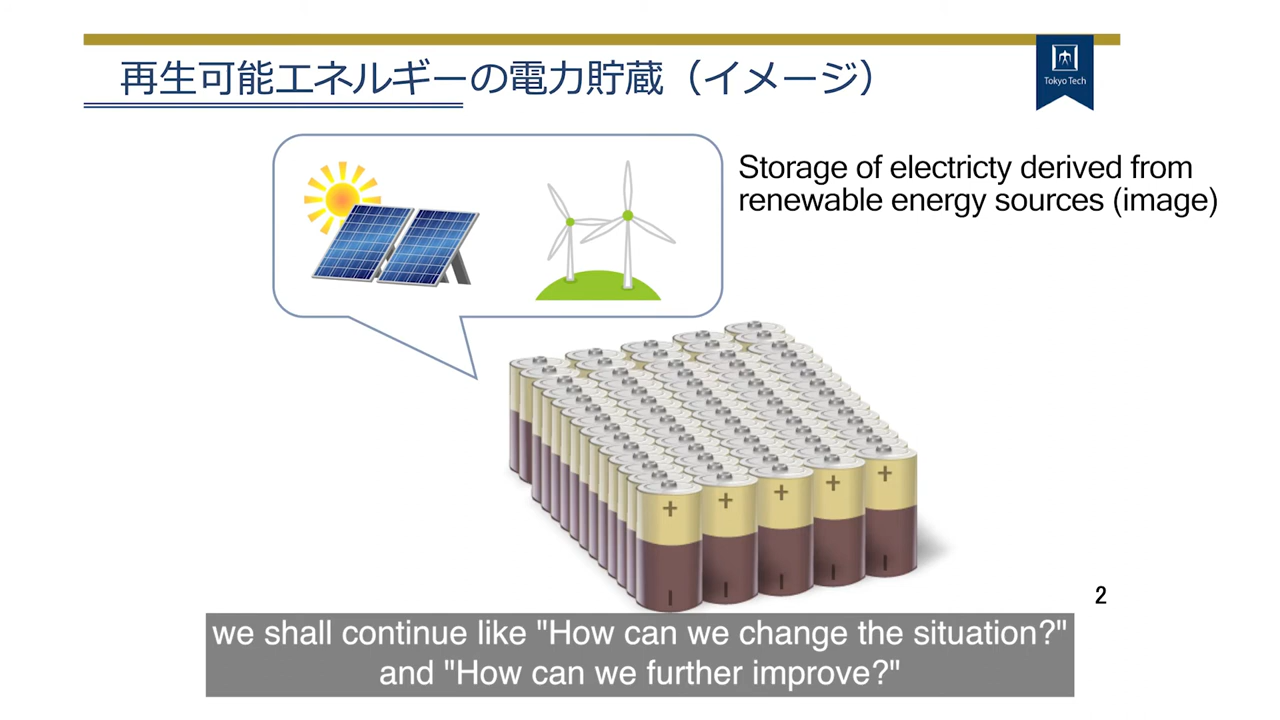 再生可能エネルギーの電力貯蔵（イメージ）
Tokyo Tech
Storage of electricty derived from
renewable energy sources (image)
+ + + + +
2
we shall continue like "How can we change the situation?"
and "How can we further improve?"